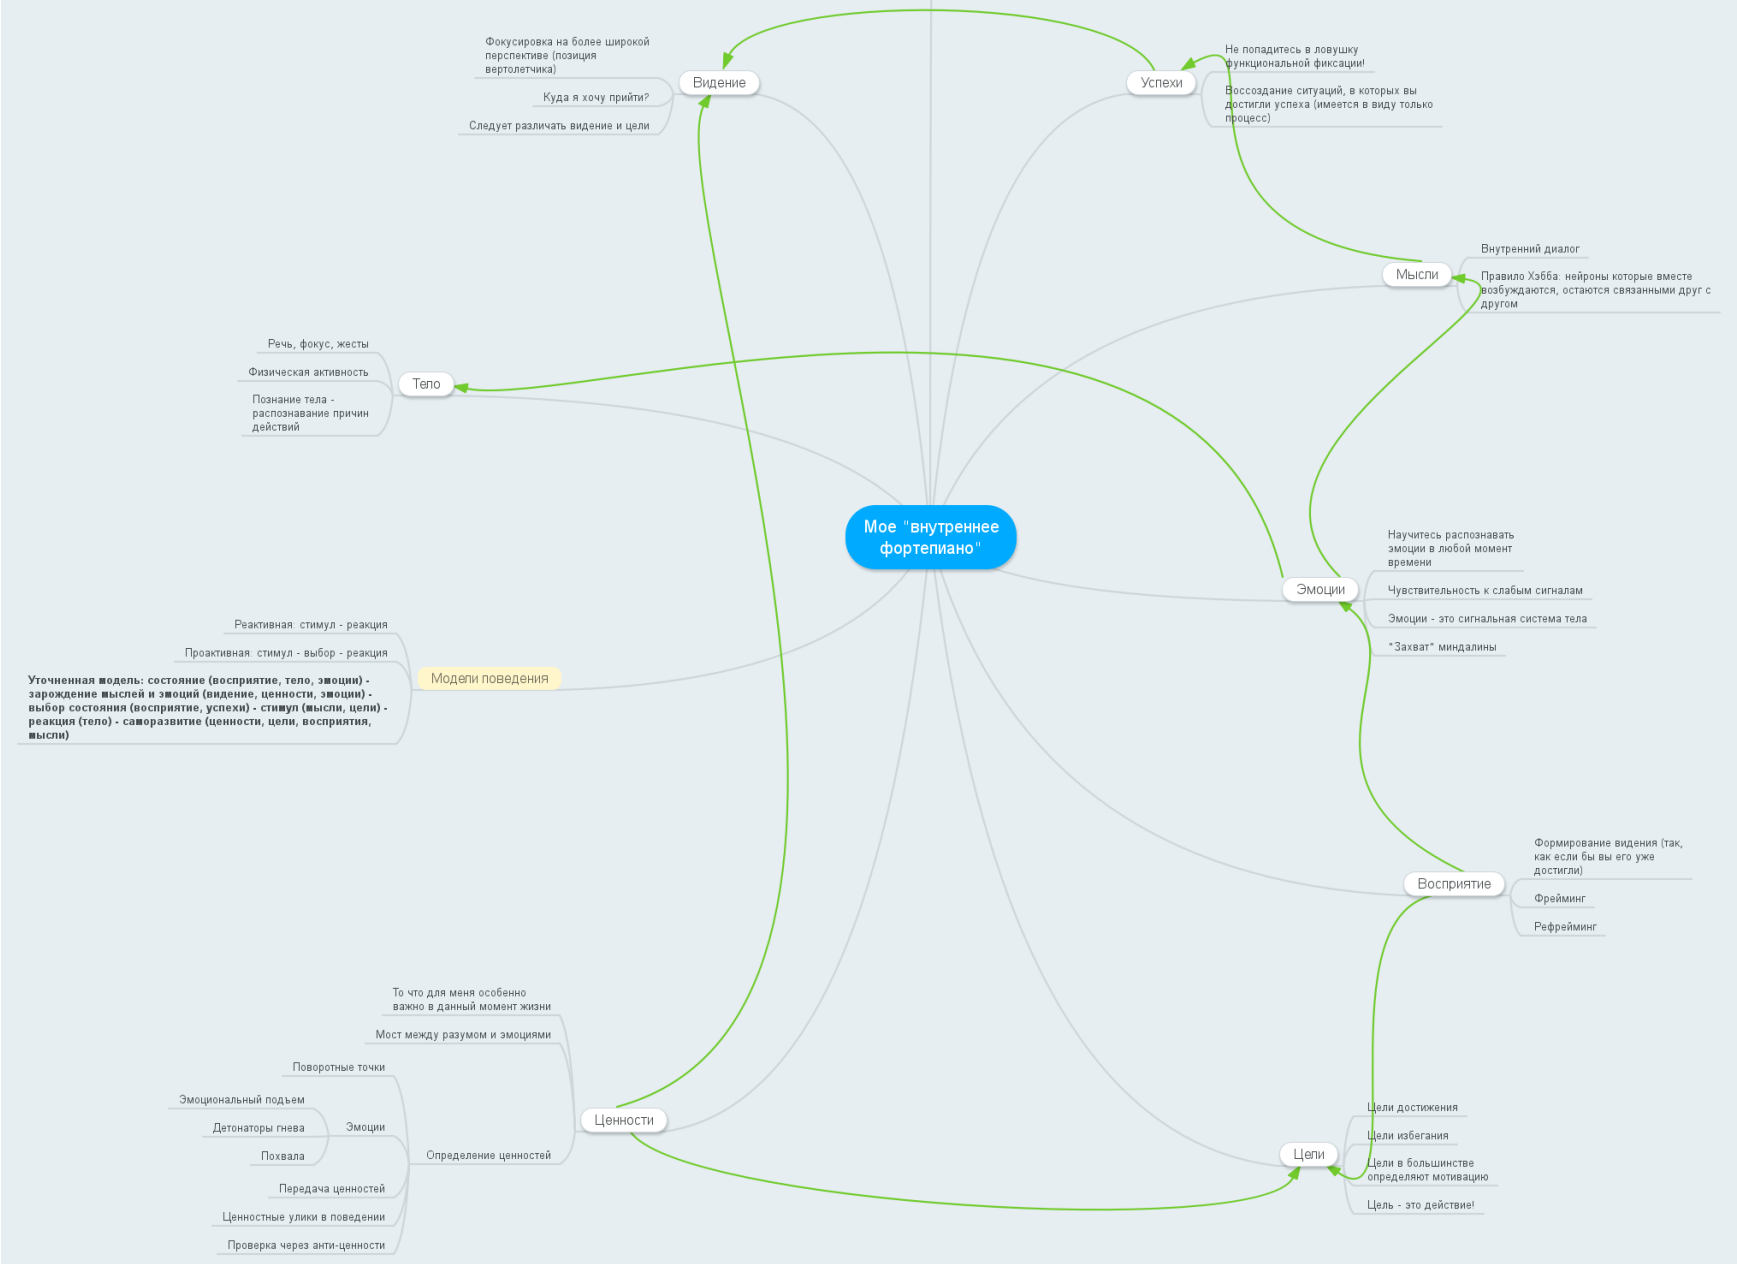 Фокусировка на более широкой
перспективе (позиция
вертолетчика)
Куда я хочу прийти?
Следует различать видение и цели
Видение
Успехи
Не попадитесь в ловушку
функциональной фиксации!
Воссоздание ситуаций, в которых вы
достигли успеха (имеется в виду только
процесс)
Мысли
Внутренний диалог
Правило Хэбба: нейроны которые вместе
возбуждаются, остаются связанными друг с
другом
Речь, фокус, жесты
Физическая активность
Познание тела -
распознавание причин
действий
Тело
Мое "внутреннее
фортепиано"
Эмоции
Научитесь распознавать
эмоции в любой момент
времени
Чувствительность к слабым сигналам
Эмоции - это сигнальная система тела
"Захват" миндалины
Реактивная: стимул - реакция
Проактивная: стимул - выбор - реакция
Уточненная модель: состояние (восприятие, тело, эмоции) -
зарождение мыслей и эмоций (видение, ценности, эмоции) -
выбор состояния (восприятие, успехи) - стимул (мысли, цели) -
реакция (тело) - саморазвитие (ценности, цели, восприятия,
мысли)
Модели поведения
Восприятие
Формирование видения (так,
как если бы вы его уже
достигли)
Фрейминг
Рефрейминг
То что для меня особенно
важно в данный момент жизни
Мост между разумом и эмоциями
Поворотные точки
Эмоциональный подъем
Детонаторы гнева
Похвала
Эмоции
Определение ценностей
Передача ценностей
Ценностные улики в поведении
Проверка через анти-ценности
Ценности
Цели
Цели достижения
Цели избегания
Цели в большинстве
определяют мотивацию
Цель - это действие!